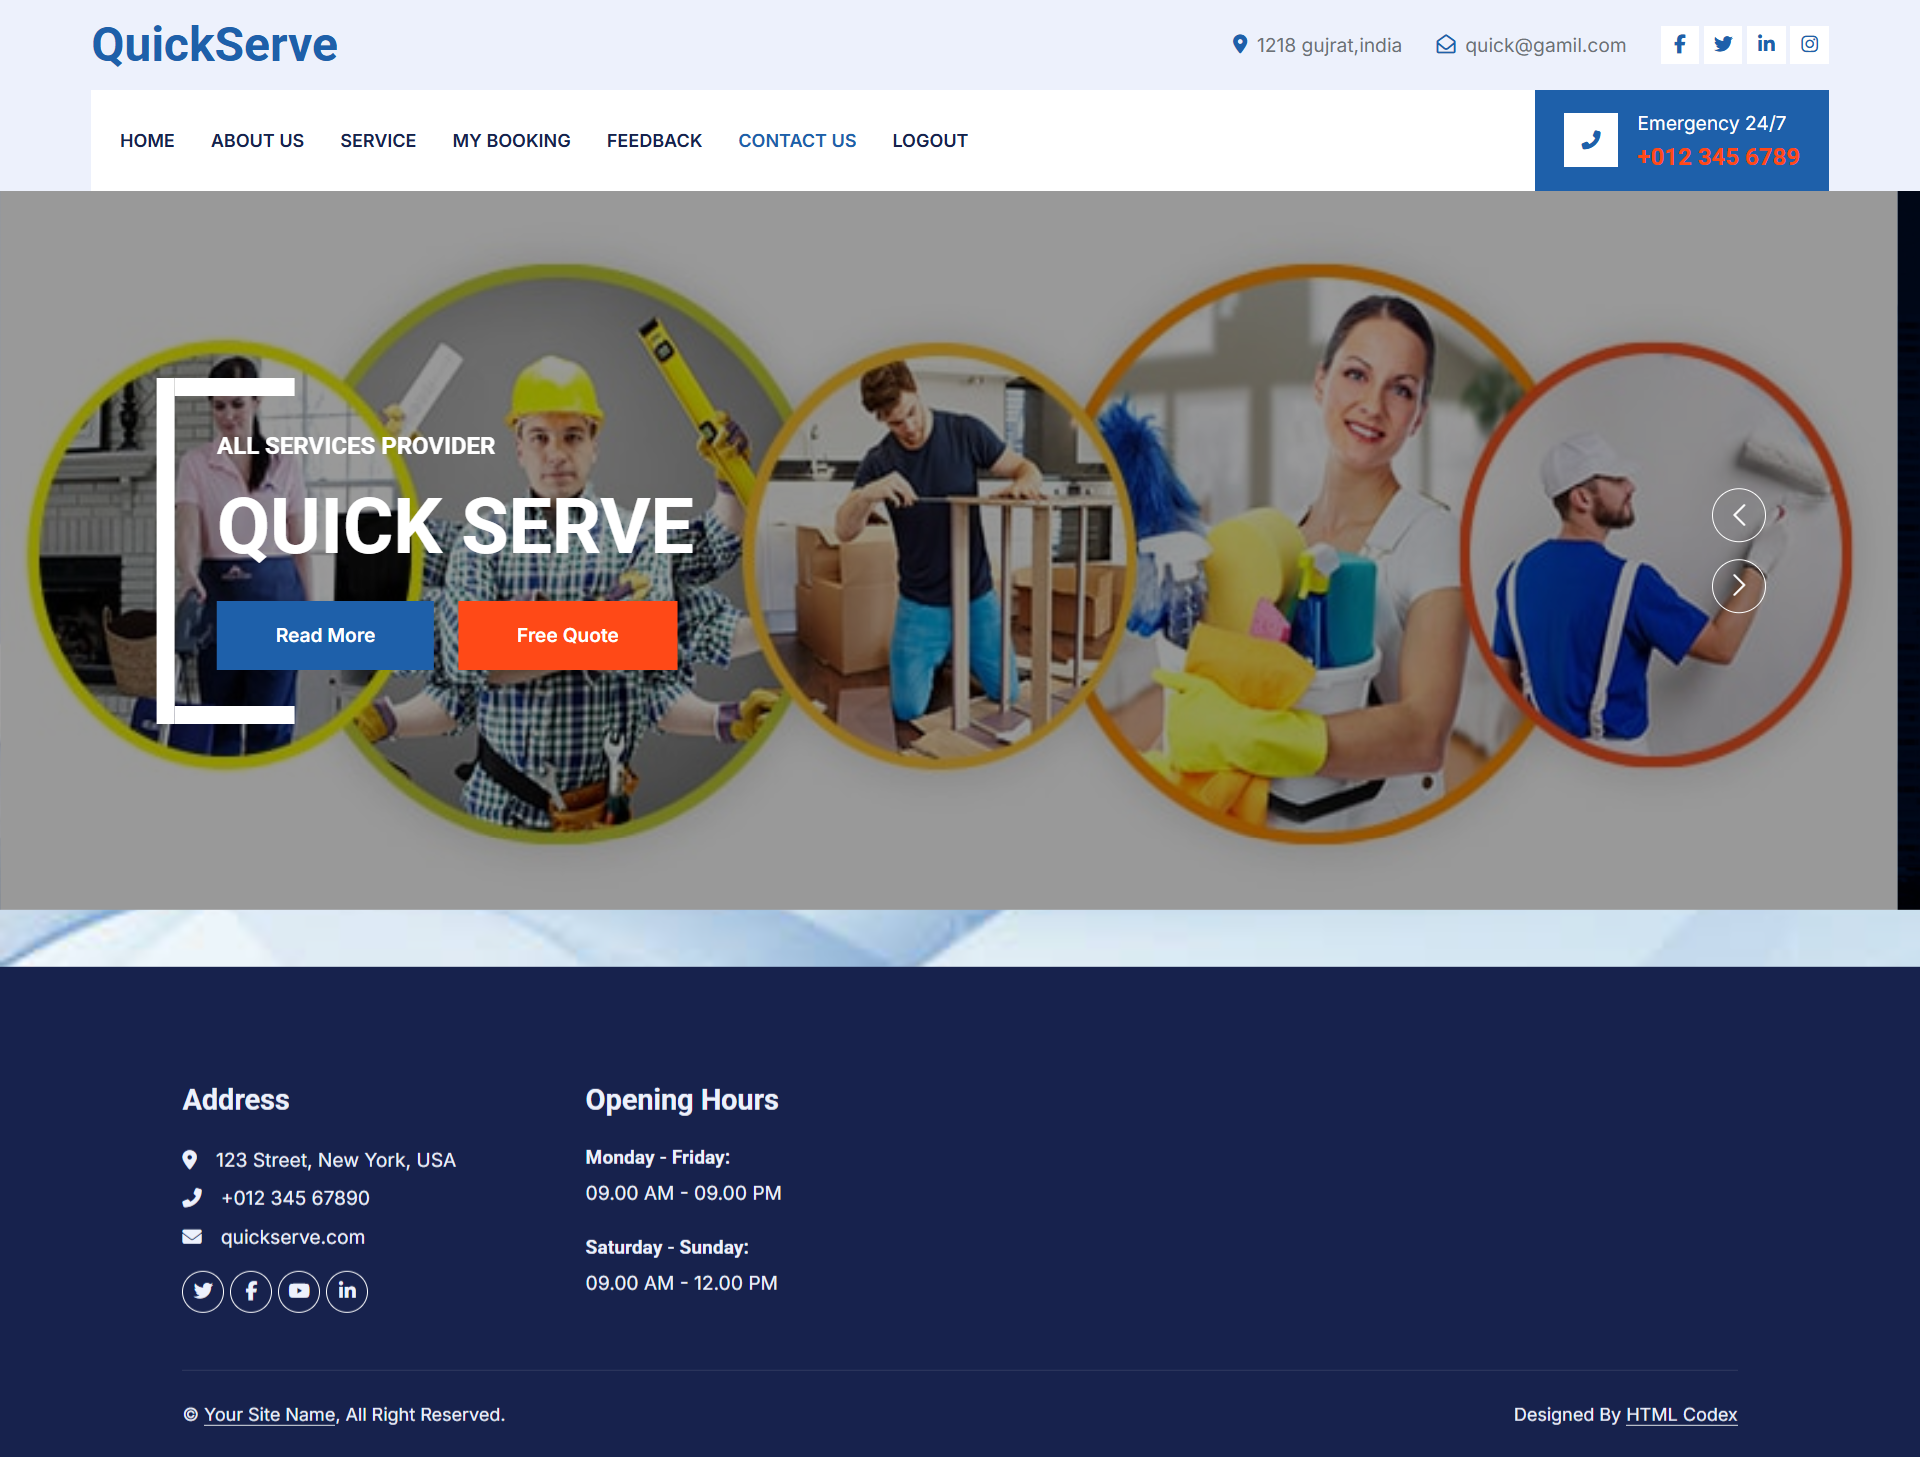 QuickServe
1218 gujrat,india
quick@gamil.com
HOME
ABOUT US
SERVICE
MY BOOKING
FEEDBACK
CONTACT US
LOGOUT
Emergency 24/7
+012 345 6789
ALL SERVICES PROVIDER
QUICK SERVE
Read More
Free Quote
Address
123 Street, New York, USA
+012 345 67890
quickserve.com
Opening Hours
Monday - Friday:
09.00 AM - 09.00 PM
Saturday - Sunday:
09.00 AM - 12.00 PM
© Your Site Name, All Right Reserved.
Designed By HTML Codex